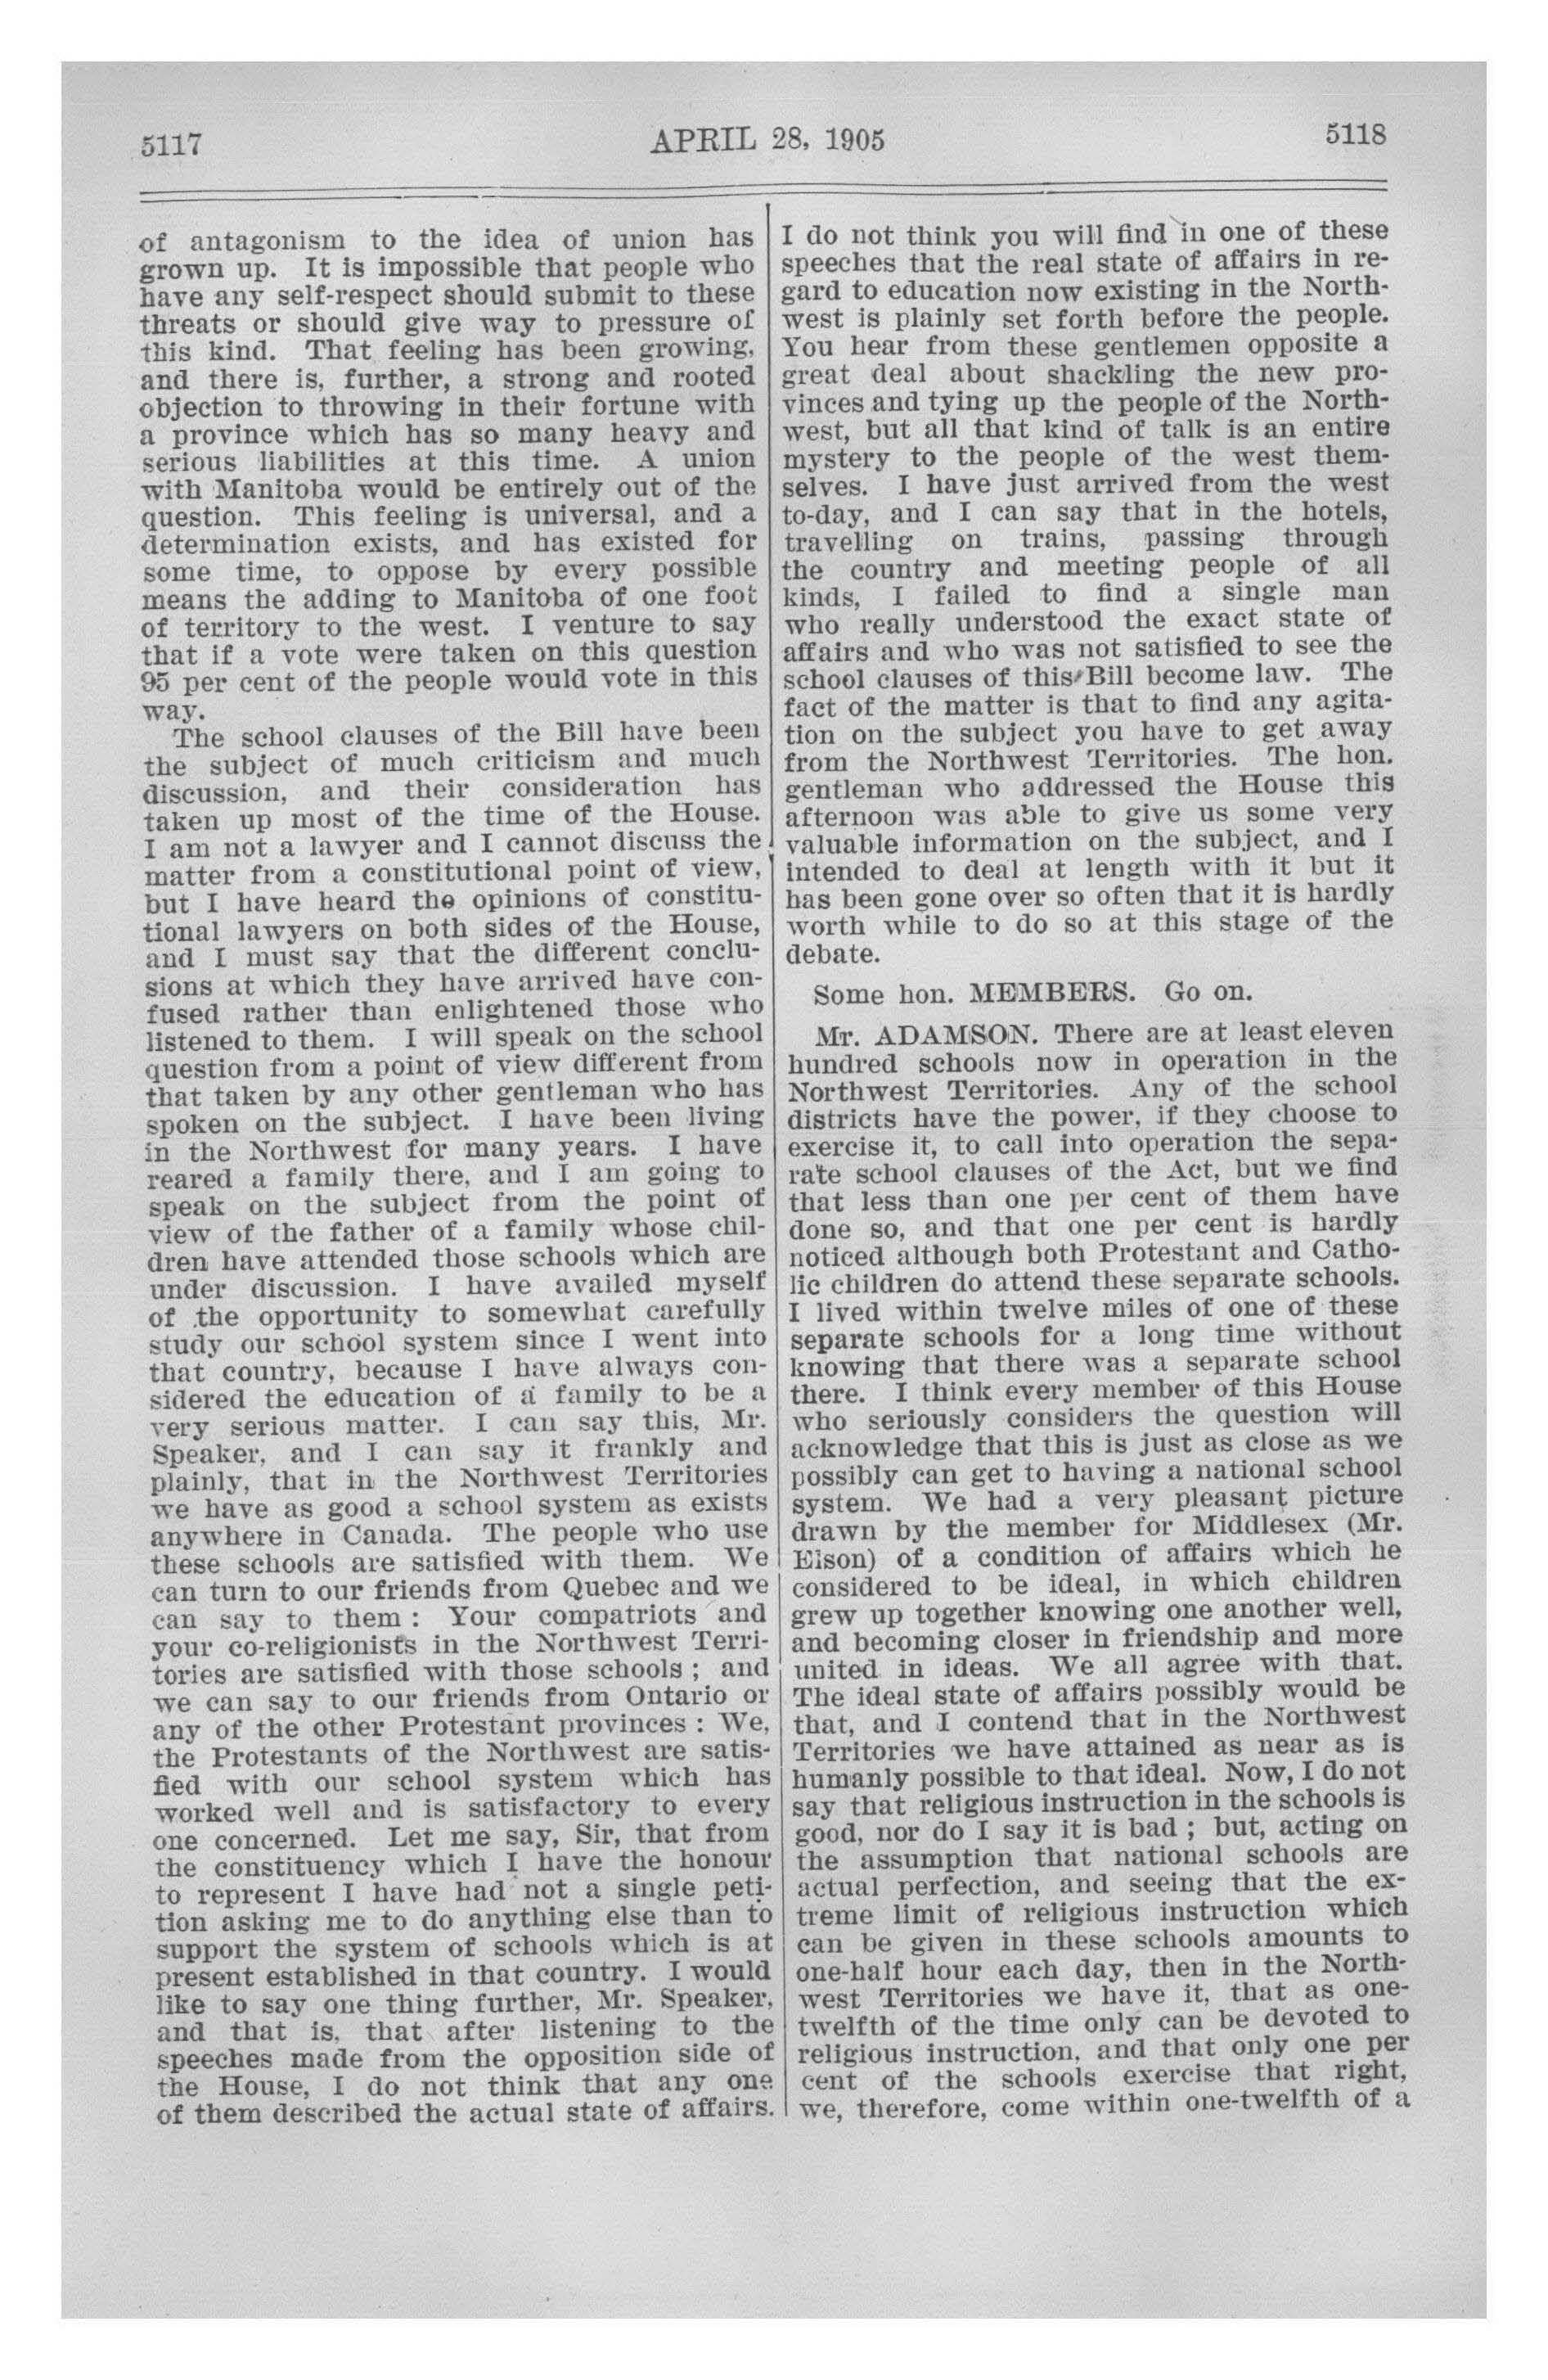 5117
APRIL 28, 1905
5118
of antagonism to the idea of union has
grown up. It is impossible that people who
have any self-respect should submit to these
threats or should give way to pressure of
this kind. That feeling has been growing,
and there is, further, a strong and rooted
objection to throwing in their fortune with
a province which has so many heavy and
serious liabilities at this time. A union
with Manitoba would be entirely out of the
question. This feeling is universal, and a
determination exists, and has existed for
some time, to oppose by every possible
means the adding to Manitoba of one foot
of territory to the west. I venture to say
that if a vote were taken on this question
95 per cent of the people would vote in this
way.
The school clauses of the Bill have been
the subject of much criticism and much
discussion, and their consideration has
taken up most of the time of the House.
I am not a lawyer and I cannot discuss the
matter from a constitutional point of view,
but I have heard the opinions of constitu-
tional lawyers on both sides of the House,
and I must say that the different conclu-
sions at which they have arrived have con-
fused rather than enlightened those who
listened to them. I will speak on the school
question from a point of view different from
that taken by any other gentleman who has
spoken on the subject. I have been living
in the Northwest for many years. I have
reared a family there, and I am going to
speak on the subject from the point of
view of the father of a family whose chil-
dren have attended those schools which are
under discussion. I have availed myself
of the opportunity to somewhat carefully
study our school system since I went into
that country, because I have always con-
sidered the education of a family to be a
very serious matter. I can say this, Mr.
Speaker, and I can say it frankly and
plainly, that in the Northwest Territories
we have as good a school system as exists
anywhere in Canada. The people who use
these schools are satisfied with them. We
can turn to our friends from Quebec and we
can say to them : Your compatriots and
your co-religionists in the Northwest Terri-
tories are satisfied with those schools ; and
we can say to our friends from Ontario or
any of the other Protestant provinces : We,
the Protestants of the Northwest are satis-
fied with our school system which has
worked well and is satisfactory to every
one concerned. Let me say, Sir, that from
the constituency which I have the honour
to represent I have had not a single peti-
tion asking me to do anything else than to
support the system of schools which is at
present established in that country. I would
like to say one thing further, Mr. Speaker,
and that is, that after listening to the
speeches made from the opposition side of
the House, I do not think that any one
of them described the actual state of affairs.
I do not think you will find in one of these
speeches that the real state of affairs in re-
gard to education now existing in the North-
west is plainly set forth before the people.
You hear from these gentlemen opposite a
great deal about shackling the new pro-
vinces and tying up the people of the North-
west, but all that kind of talk is an entire
mystery to the people of the west them-
selves. I have just arrived from the west
to-day, and I can say that in the hotels,
travelling on trains, passing through
the country and meeting people of all
kinds, I failed to find a single man
who really understood the exact state of
affairs and who was not satisfied to see the
school clauses of this Bill become law. The
fact of the matter is that to find any agita-
tion on the subject you have to get away
from the Northwest Territories. The hon.
gentleman who addressed the House this
afternoon was able to give us some very
valuable information on the subject, and I
intended to deal at length with it but it
has been gone over so often that it is hardly
worth while to do so at this stage of the
debate.
Some hon. MEMBERS. Go on.
Mr. ADAMSON. There are at least eleven
hundred schools now in operation in the
Northwest Territories. Any of the school
districts have the power, if they choose to
exercise it, to call into operation the sepa-
rate school clauses of the Act, but we find
that less than one per cent of them have
done so, and that one per cent is hardly
noticed although both Protestant and Catho-
lic children do attend these separate schools.
I lived within twelve miles of one of these
separate schools for a long time without
knowing that there was a separate school
there. I think every member of this House
who seriously considers the question will
acknowledge that this is just as close as we
possibly can get to having a national school
system. We had a very pleasant picture
drawn by the member for Middlesex (Mr.
Elson) of a condition of affairs which he
considered to be ideal, in which children
grew up together knowing one another well,
and becoming closer in friendship and more
united in ideas. We all agree with that.
The ideal state of affairs possibly would be
that, and I contend that in the Northwest
Territories we have attained as near as is
humanly possible to that ideal. Now, I do not
say that religious instruction in the schools is
good, nor do I say it is bad ; but, acting on
the assumption that national schools are
actual perfection, and seeing that the ex-
treme limit of religious instruction which
can be given in these schools amounts to
one-half hour each day, then in the North-
west Territories we have it, that as one-
twelfth of the time only can be devoted to
religious instruction, and that only one per
cent of the schools exercise that right,
we, therefore, come within one-twelfth of a